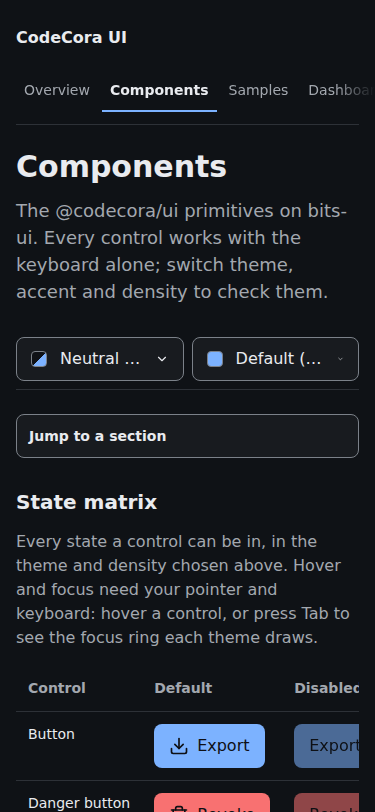 CodeCora UI
Overview Components Samples Dashboa
Components
The @codecora/ui primitives on bits-
ui. Every control works with the
keyboard alone; switch theme,
accent and density to check them.
Neutral ... Default (...
Jump to a section
State matrix
Every state a control can be in, in the
theme and density chosen above. Hover
and focus need your pointer and
keyboard: hover a control, or press Tab to
see the focus ring each theme draws.
Control Default Disabled
Button Export Export
Danger button Revoke Revoke